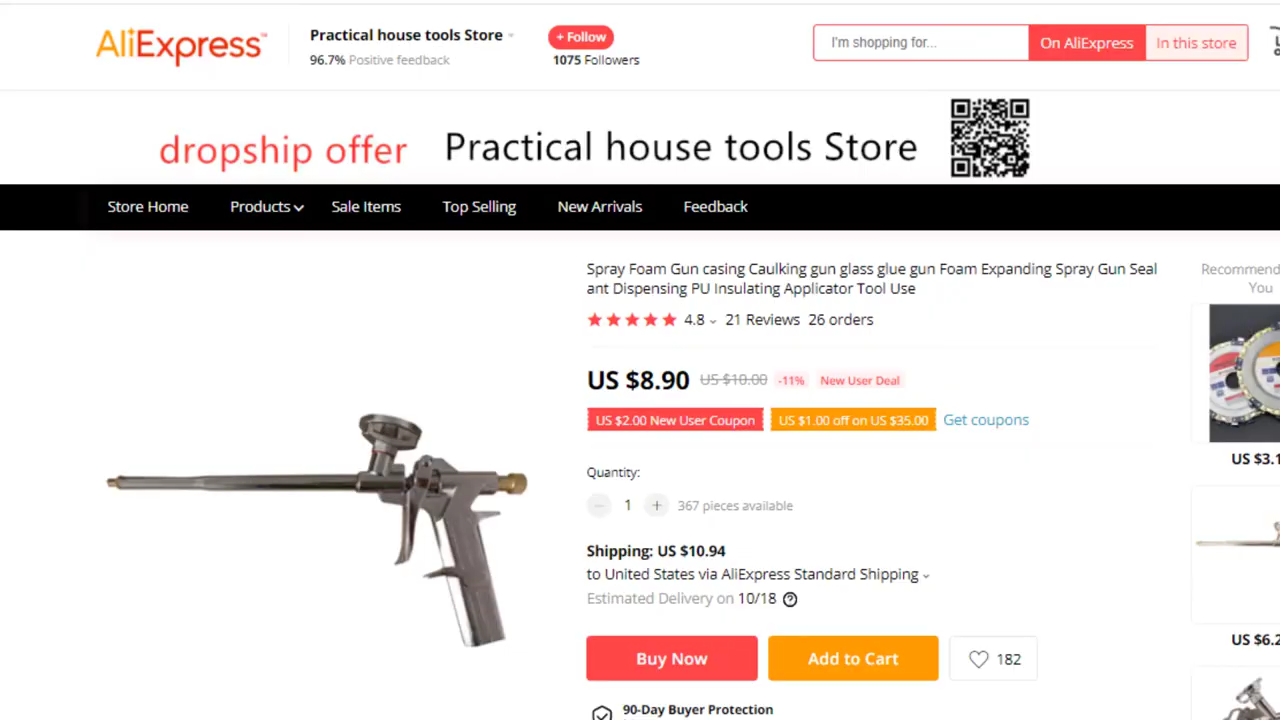 AliExpress™
Practical house tools Store
96.7% Positive feedback
+ Follow
1075 Followers
I'm shopping for...
On AliExpress
In this store
dropship offer
Practical house tools Store
Store Home
Products
Sale Items
Top Selling
New Arrivals
Feedback
Spray Foam Gun casing Caulking gun glass glue gun Foam Expanding Spray Gun Seal
ant Dispensing PU Insulating Applicator Tool Use
4.8
21 Reviews
26 orders
US $8.90
US $10.00
-11%
New User Deal
US $2.00 New User Coupon
US $1.00 off on US $35.00
Get coupons
Quantity:
− 1 +
367 pieces available
Shipping: US $10.94
to United States via AliExpress Standard Shipping
Estimated Delivery on 10/18
Buy Now
Add to Cart
182
90-Day Buyer Protection
Recommend
You
US $3.1
US $6.2